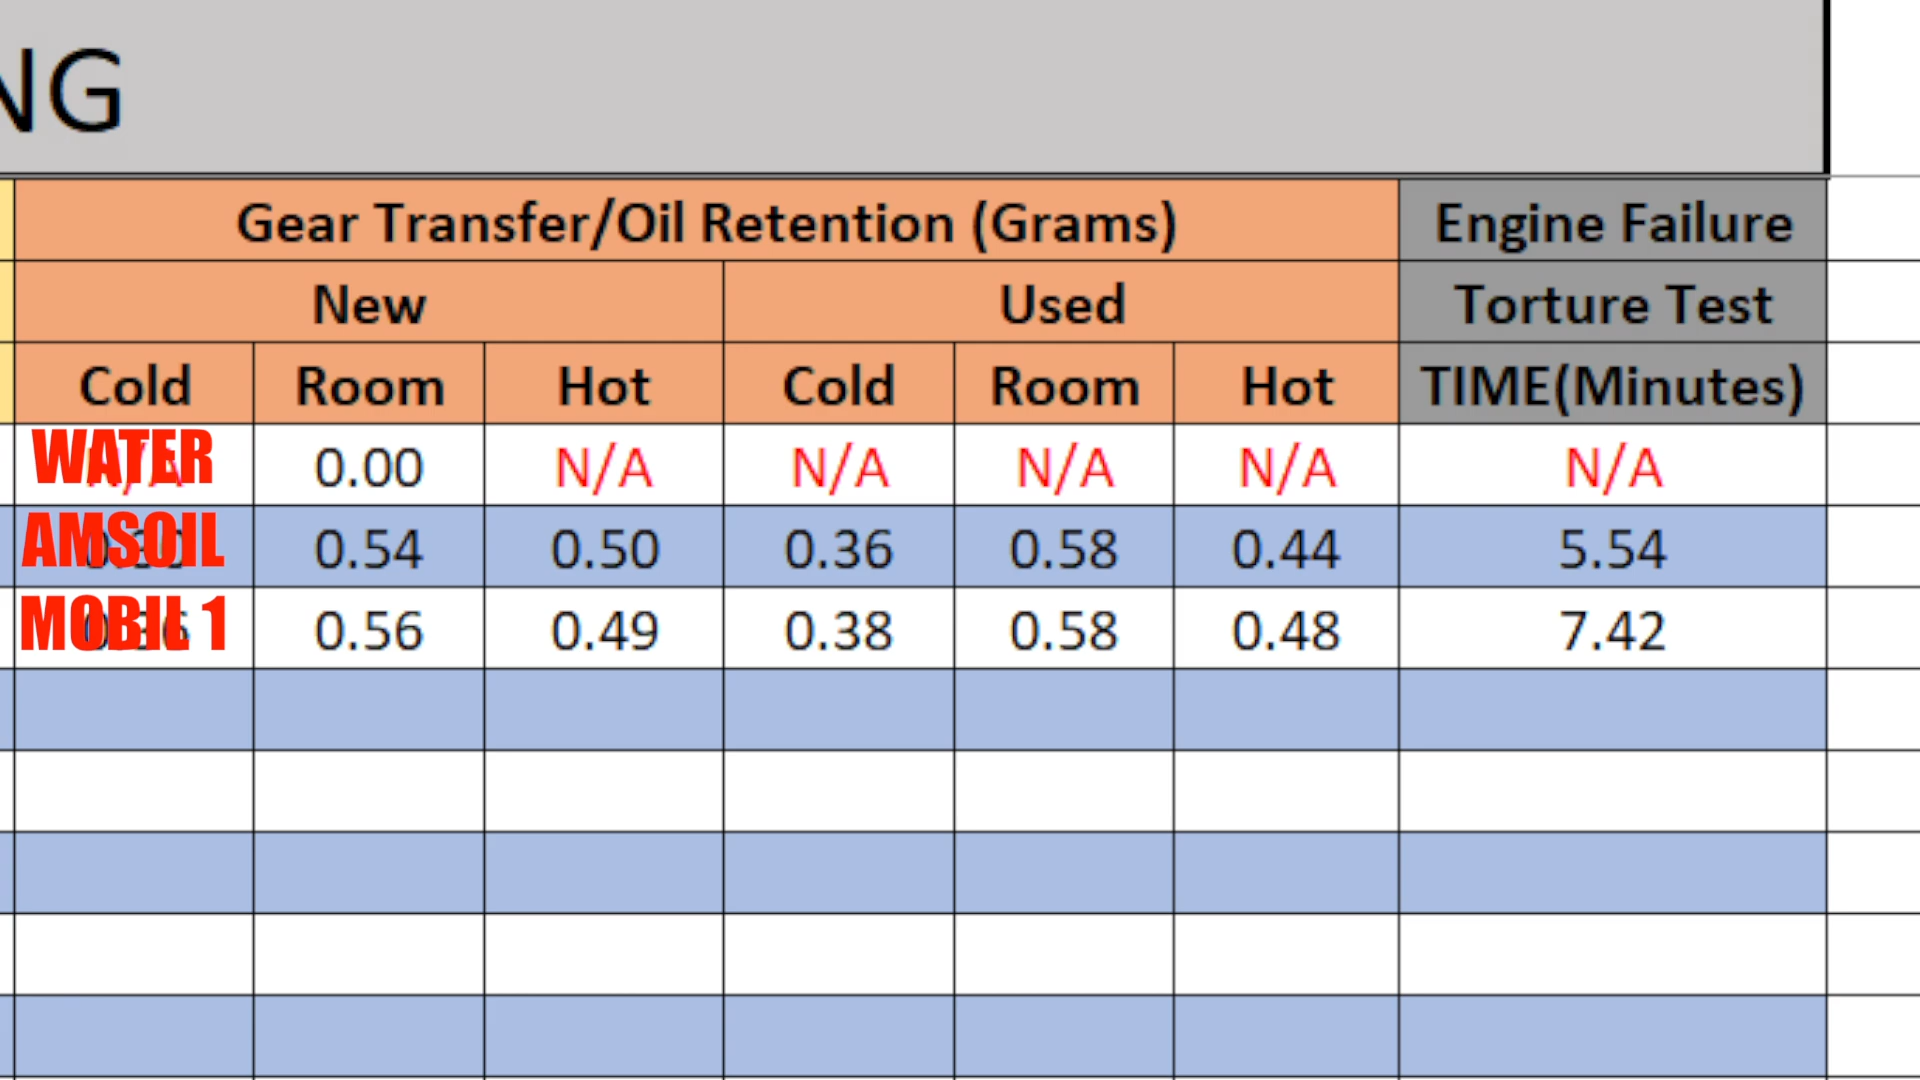 NG
Gear Transfer/Oil Retention (Grams) Engine Failure
New Used Torture Test
Cold Room Hot Cold Room Hot TIME(Minutes)
WATER 0.00 N/A N/A N/A N/A N/A
AMSOIL 0.54 0.50 0.36 0.58 0.44 5.54
MOBIL 1 0.56 0.49 0.38 0.58 0.48 7.42